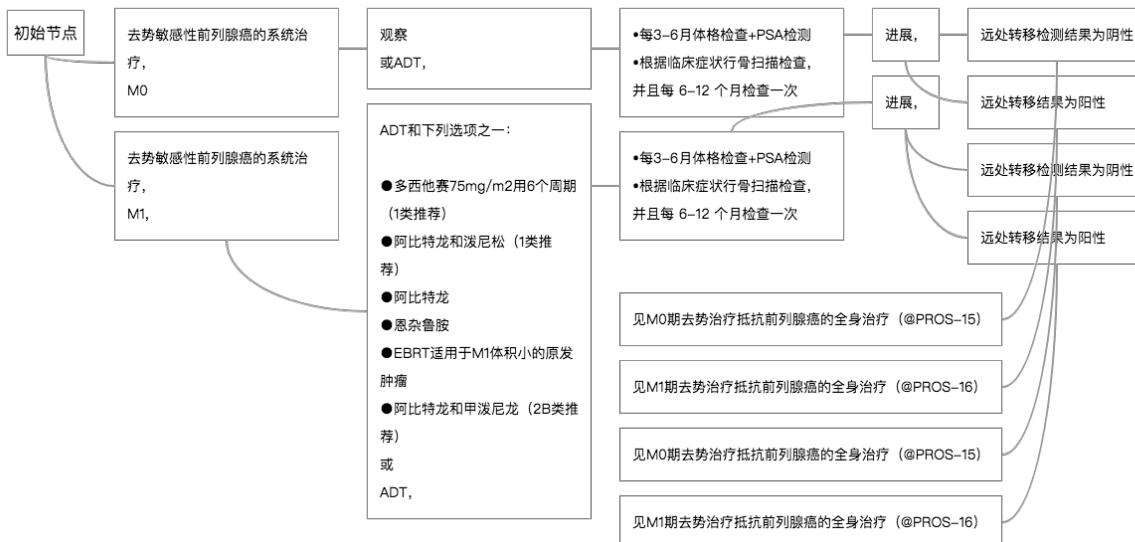 初始节点
去势敏感性前列腺癌的系统治
疗，
M0
观察
或ADT，
•每3-6月体格检查+PSA检测
•根据临床症状行骨扫描检查，
并且每 6-12 个月检查一次
进展，
远处转移检测结果为阴性
远处转移结果为阳性
去势敏感性前列腺癌的系统治
疗，
M1，
ADT和下列选项之一：
●多西他赛75mg/m2用6个周期
（1类推荐）
●阿比特龙和泼尼松（1类推
荐）
●阿比特龙
●恩杂鲁胺
●EBRT适用于M1体积小的原发
肿瘤
●阿比特龙和甲泼尼龙（2B类推
荐）
或
ADT，
•每3-6月体格检查+PSA检测
•根据临床症状行骨扫描检查，
并且每 6-12 个月检查一次
进展，
远处转移检测结果为阴性
远处转移结果为阳性
见M0期去势治疗抵抗前列腺癌的全身治疗（@PROS-15）
见M1期去势治疗抵抗前列腺癌的全身治疗（@PROS-16）
见M0期去势治疗抵抗前列腺癌的全身治疗（@PROS-15）
见M1期去势治疗抵抗前列腺癌的全身治疗（@PROS-16）